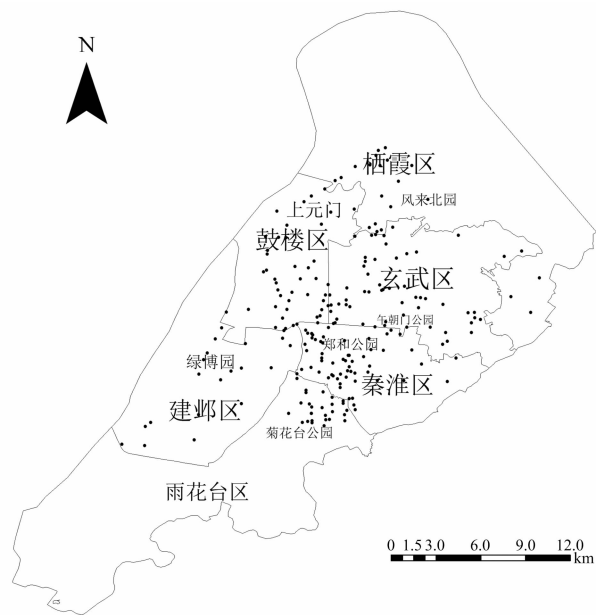 N
栖霞区
风来北园
上元门
鼓楼区
玄武区
午朝门公园
郑和公园
绿博园
秦淮区
建邺区
菊花台公园
雨花台区
0 1.5 3.0 6.0 9.0 12.0
km